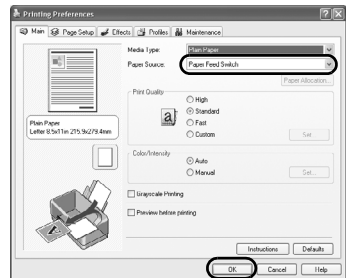 Printing Preferences
Main Page Setup Effects Profiles Maintenance
Media Type: Plain Paper
Paper Source: Paper Feed Switch
Paper Allocation...
Print Quality
High
Standard
Fast
Custom Set...
Plain Paper
Letter 8.5x11in 215.9x279.4mm
Color/Intensity
Auto
Manual Set...
Grayscale Printing
Preview before printing
Instructions Defaults
OK Cancel Help